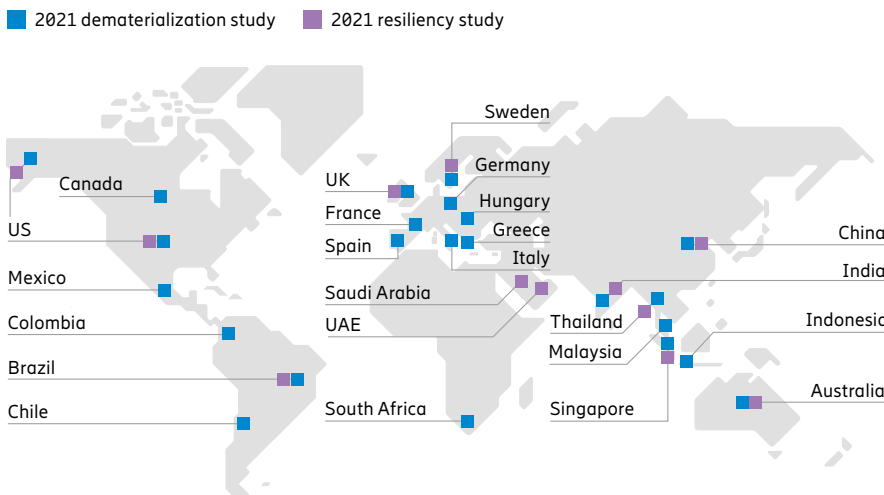 2021 dematerialization study
2021 resiliency study
Sweden
Germany
UK
Canada
Hungary
France
US
Greece
China
Spain
Italy
India
Mexico
Saudi Arabia
Colombia
UAE
Thailand
Indonesia
Malaysia
Brazil
Australia
Chile
South Africa
Singapore